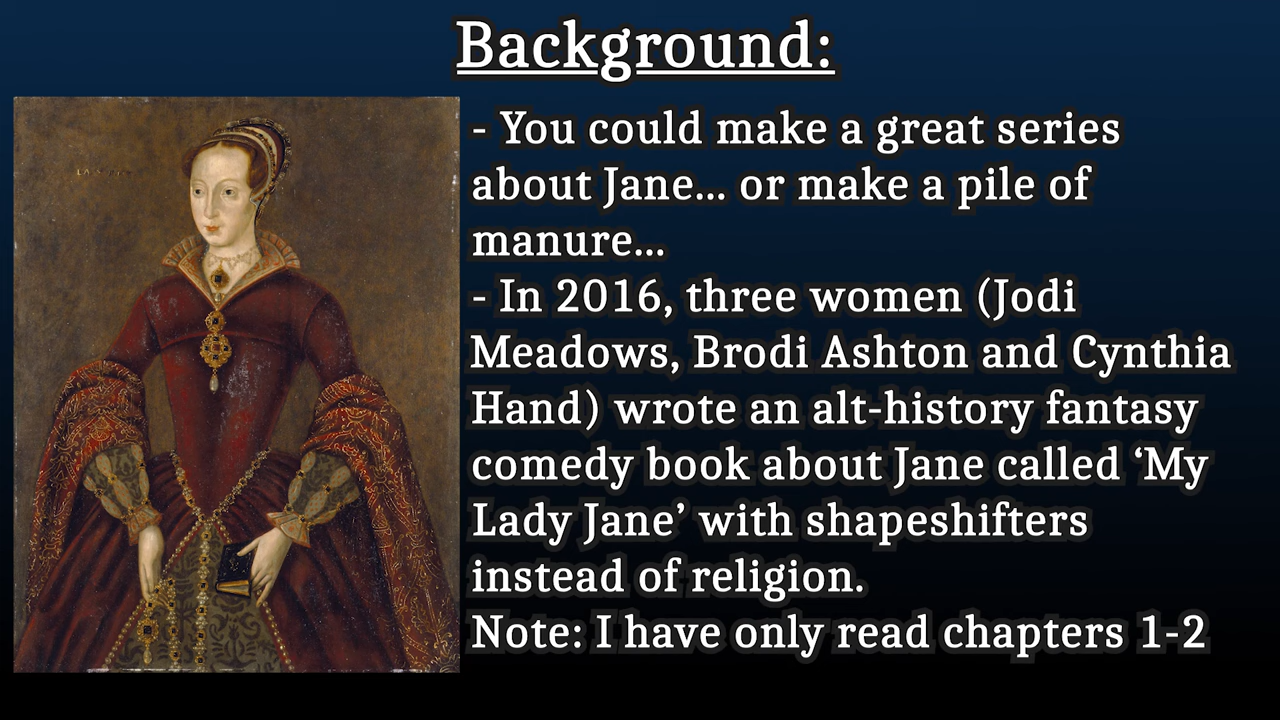 Background:
- You could make a great series
about Jane... or make a pile of
manure...
- In 2016, three women (Jodi
Meadows, Brodi Ashton and Cynthia
Hand) wrote an alt-history fantasy
comedy book about Jane called ‘My
Lady Jane’ with shapeshifters
instead of religion.
Note: I have only read chapters 1-2